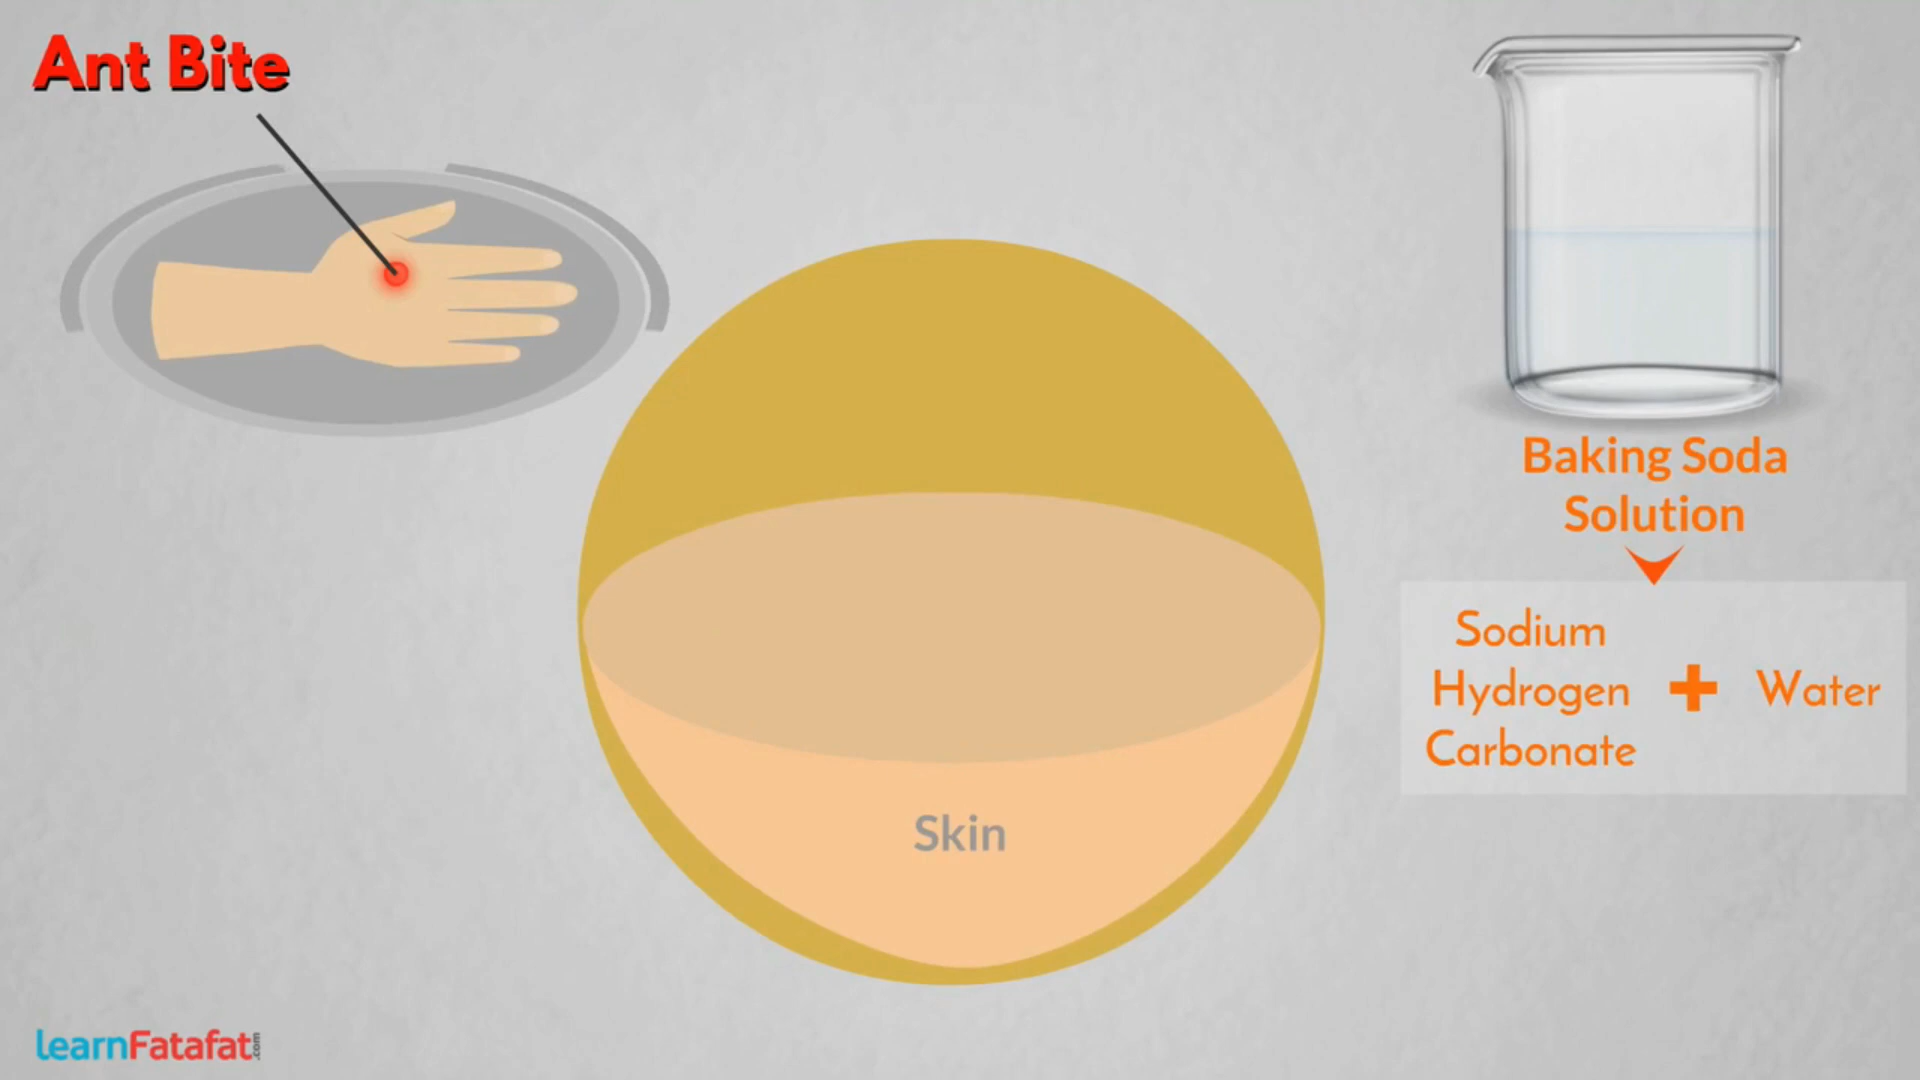 Ant Bite
Baking Soda
Solution
Sodium
Hydrogen
Carbonate
+
Water
Skin
learnFatafat.com